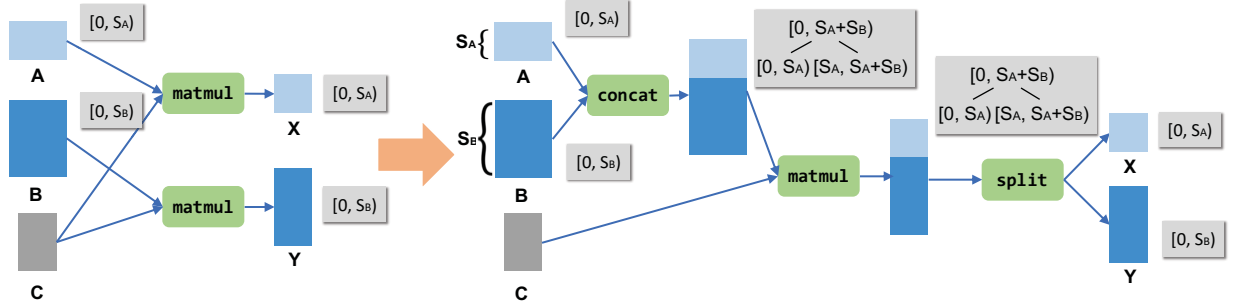 [0, SA)
A
[0, SB)
matmul
[0, SA)
X
B
matmul
[0, SB)
Y
C
SA{
[0, SA)
A
concat
[0, SA+SB)
[0, SA) [SA, SA+SB)
SB{
[0, SB)
B
matmul
[0, SA+SB)
[0, SA) [SA, SA+SB)
split
[0, SA)
X
[0, SB)
Y
C